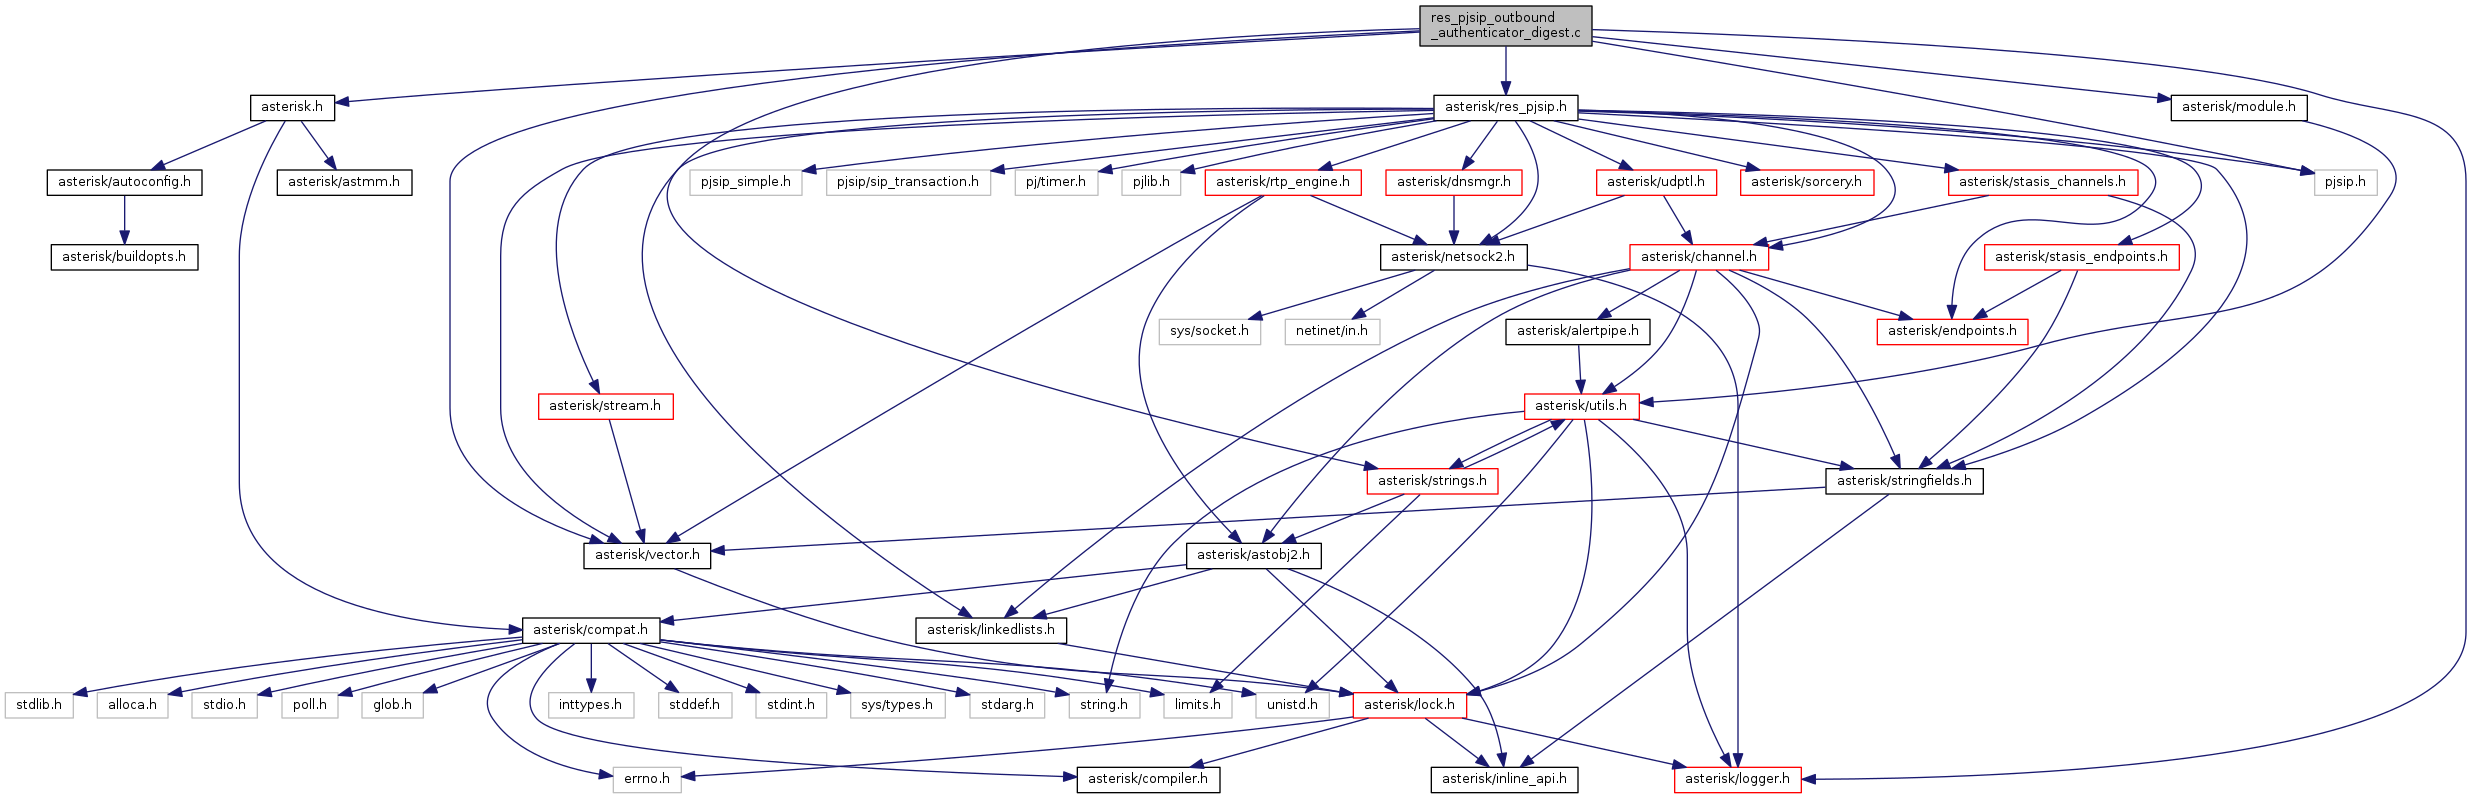 res_pjsip_outbound
_authenticator_digest.c
asterisk.h
asterisk/res_pjsip.h
asterisk/module.h
asterisk/autoconfig.h
asterisk/astmm.h
pjsip_simple.h
pjsip/sip_transaction.h
pj/timer.h
pjlib.h
asterisk/rtp_engine.h
asterisk/dnsmgr.h
asterisk/udptl.h
asterisk/sorcery.h
asterisk/stasis_channels.h
pjsip.h
asterisk/buildopts.h
asterisk/netsock2.h
asterisk/channel.h
asterisk/stasis_endpoints.h
sys/socket.h
netinet/in.h
asterisk/alertpipe.h
asterisk/endpoints.h
asterisk/stream.h
asterisk/utils.h
asterisk/strings.h
asterisk/stringfields.h
asterisk/vector.h
asterisk/astobj2.h
asterisk/compat.h
asterisk/linkedlists.h
stdlib.h
alloca.h
stdio.h
poll.h
glob.h
inttypes.h
stddef.h
stdint.h
sys/types.h
stdarg.h
string.h
limits.h
unistd.h
asterisk/lock.h
errno.h
asterisk/compiler.h
asterisk/inline_api.h
asterisk/logger.h